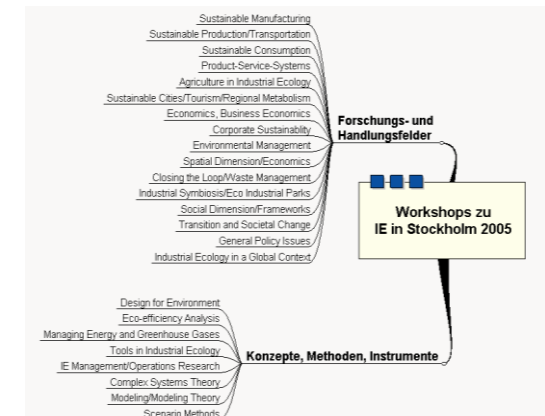 Sustainable Manufacturing
Sustainable Production/Transportation
Sustainable Consumption
Product-Service-Systems
Agriculture in Industrial Ecology
Sustainable Cities/Tourism/Regional Metabolism
Economics, Business Economics
Corporate Sustainablity
Environmental Management
Spatial Dimension/Economics
Closing the Loop/Waste Management
Industrial Symbiosis/Eco Industrial Parks
Social Dimension/Frameworks
Transition and Societal Change
General Policy Issues
Industrial Ecology in a Global Context
Forschungs- und
Handlungsfelder
Workshops zu
IE in Stockholm 2005
Design for Environment
Eco-efficiency Analysis
Managing Energy and Greenhouse Gases
Tools in Industrial Ecology
IE Management/Operations Research
Complex Systems Theory
Modeling/Modeling Theory
Scenario Methods
Konzepte, Methoden, Instrumente